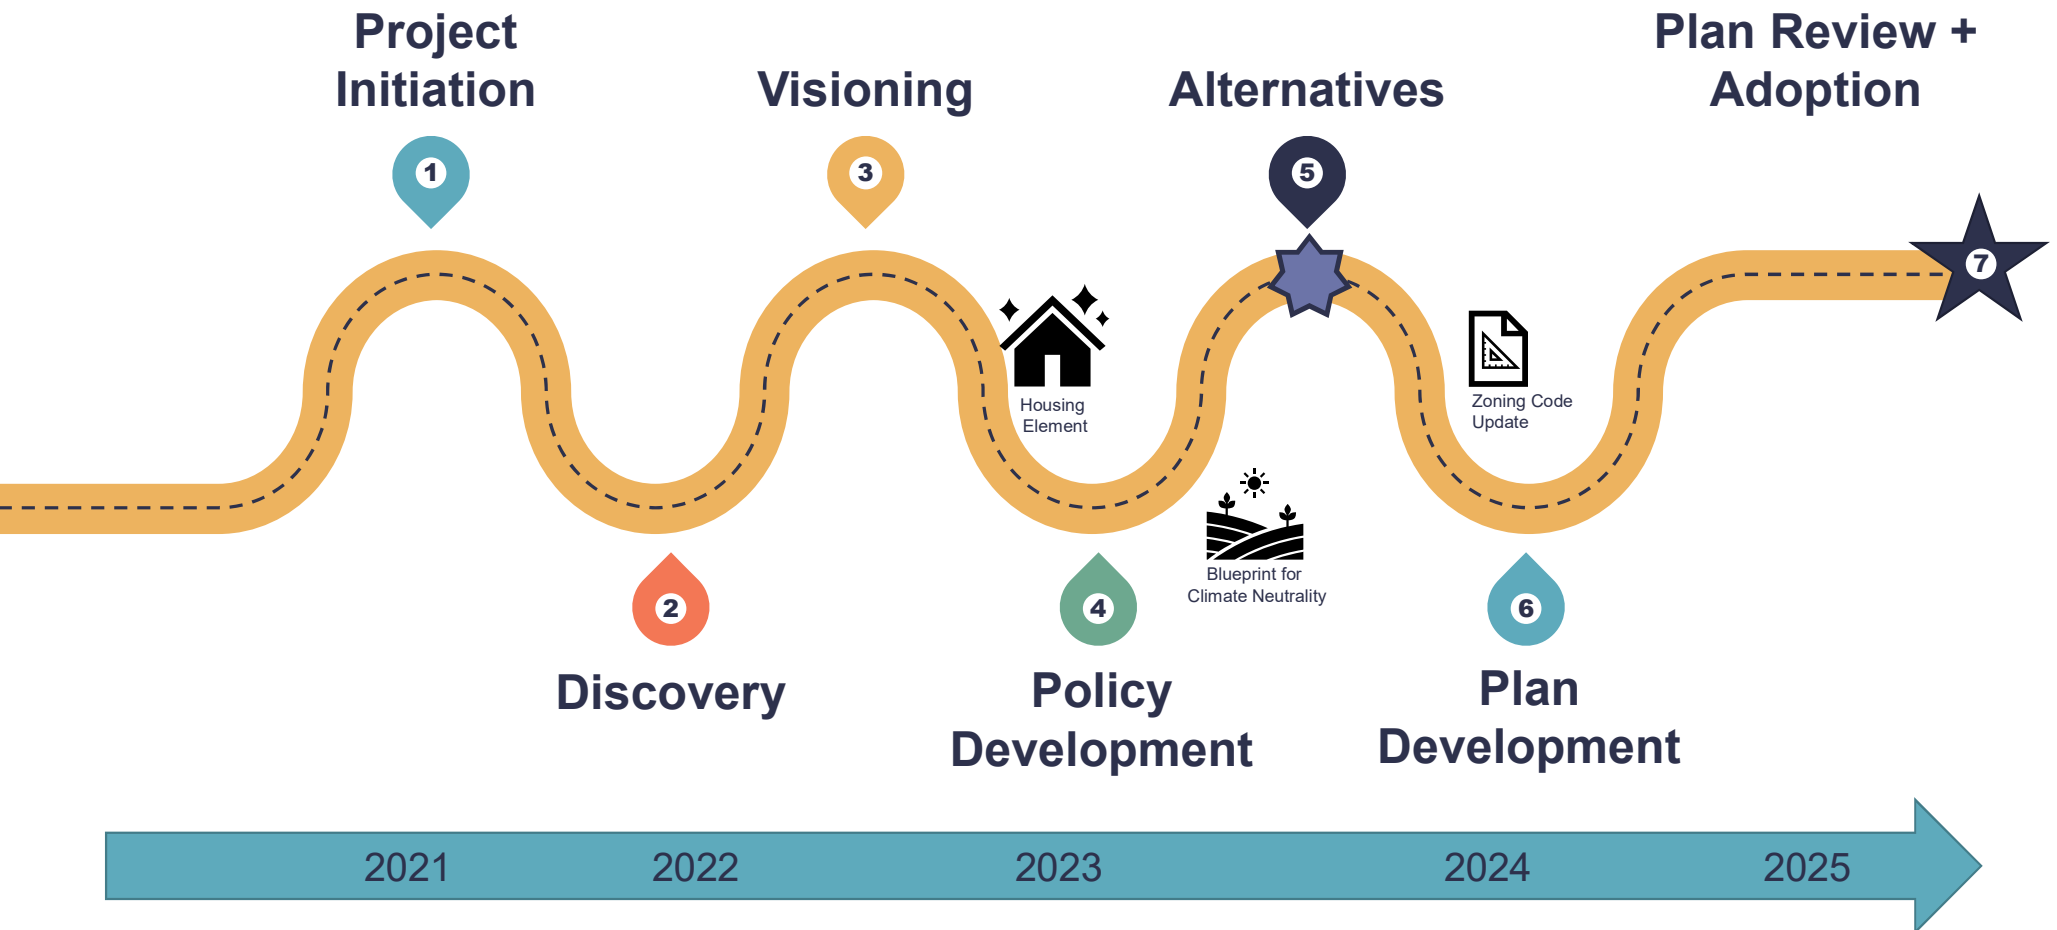 Project
Initiation
Visioning
Alternatives
Plan Review +
Adoption
1
3
5
7
Housing
Element
Zoning Code
Update
Blueprint for
Climate Neutrality
2
4
6
Discovery
Policy
Development
Plan
Development
2021
2022
2023
2024
2025